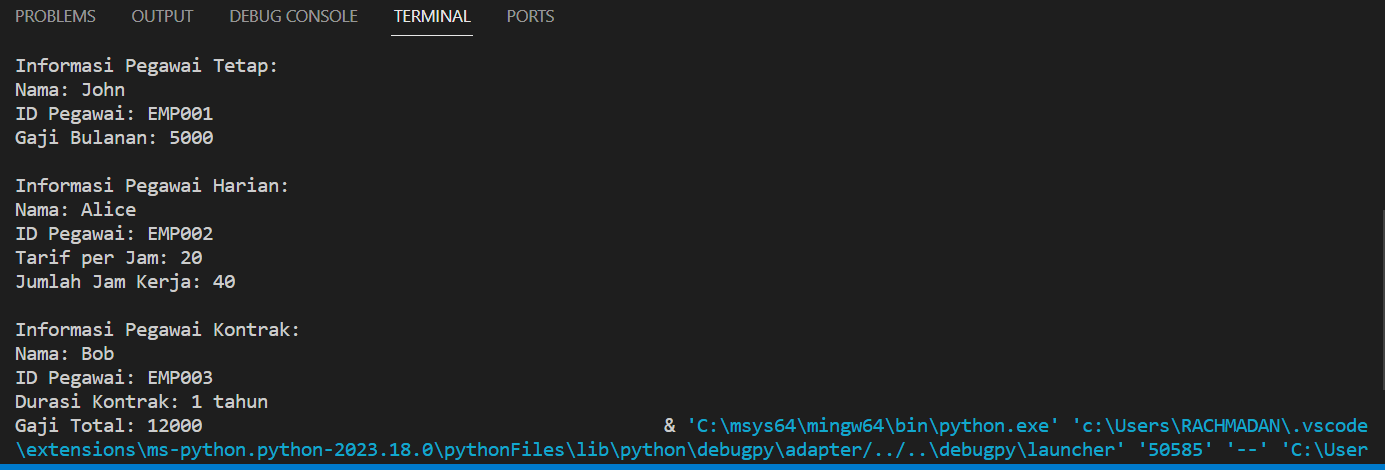 PROBLEMS OUTPUT DEBUG CONSOLE TERMINAL PORTS
Informasi Pegawai Tetap:
Nama: John
ID Pegawai: EMP001
Gaji Bulanan: 5000
Informasi Pegawai Harian:
Nama: Alice
ID Pegawai: EMP002
Tarif per Jam: 20
Jumlah Jam Kerja: 40
Informasi Pegawai Kontrak:
Nama: Bob
ID Pegawai: EMP003
Durasi Kontrak: 1 tahun
Gaji Total: 12000 & 'C:\msys64\mingw64\bin\python.exe' 'c:\Users\RACHMADAN\.vscode
\extensions\ms-python.python-2023.18.0\pythonFiles\lib\python\debugpy\adapter/../..\debugpy\launcher' '50585' '--' 'C:\User